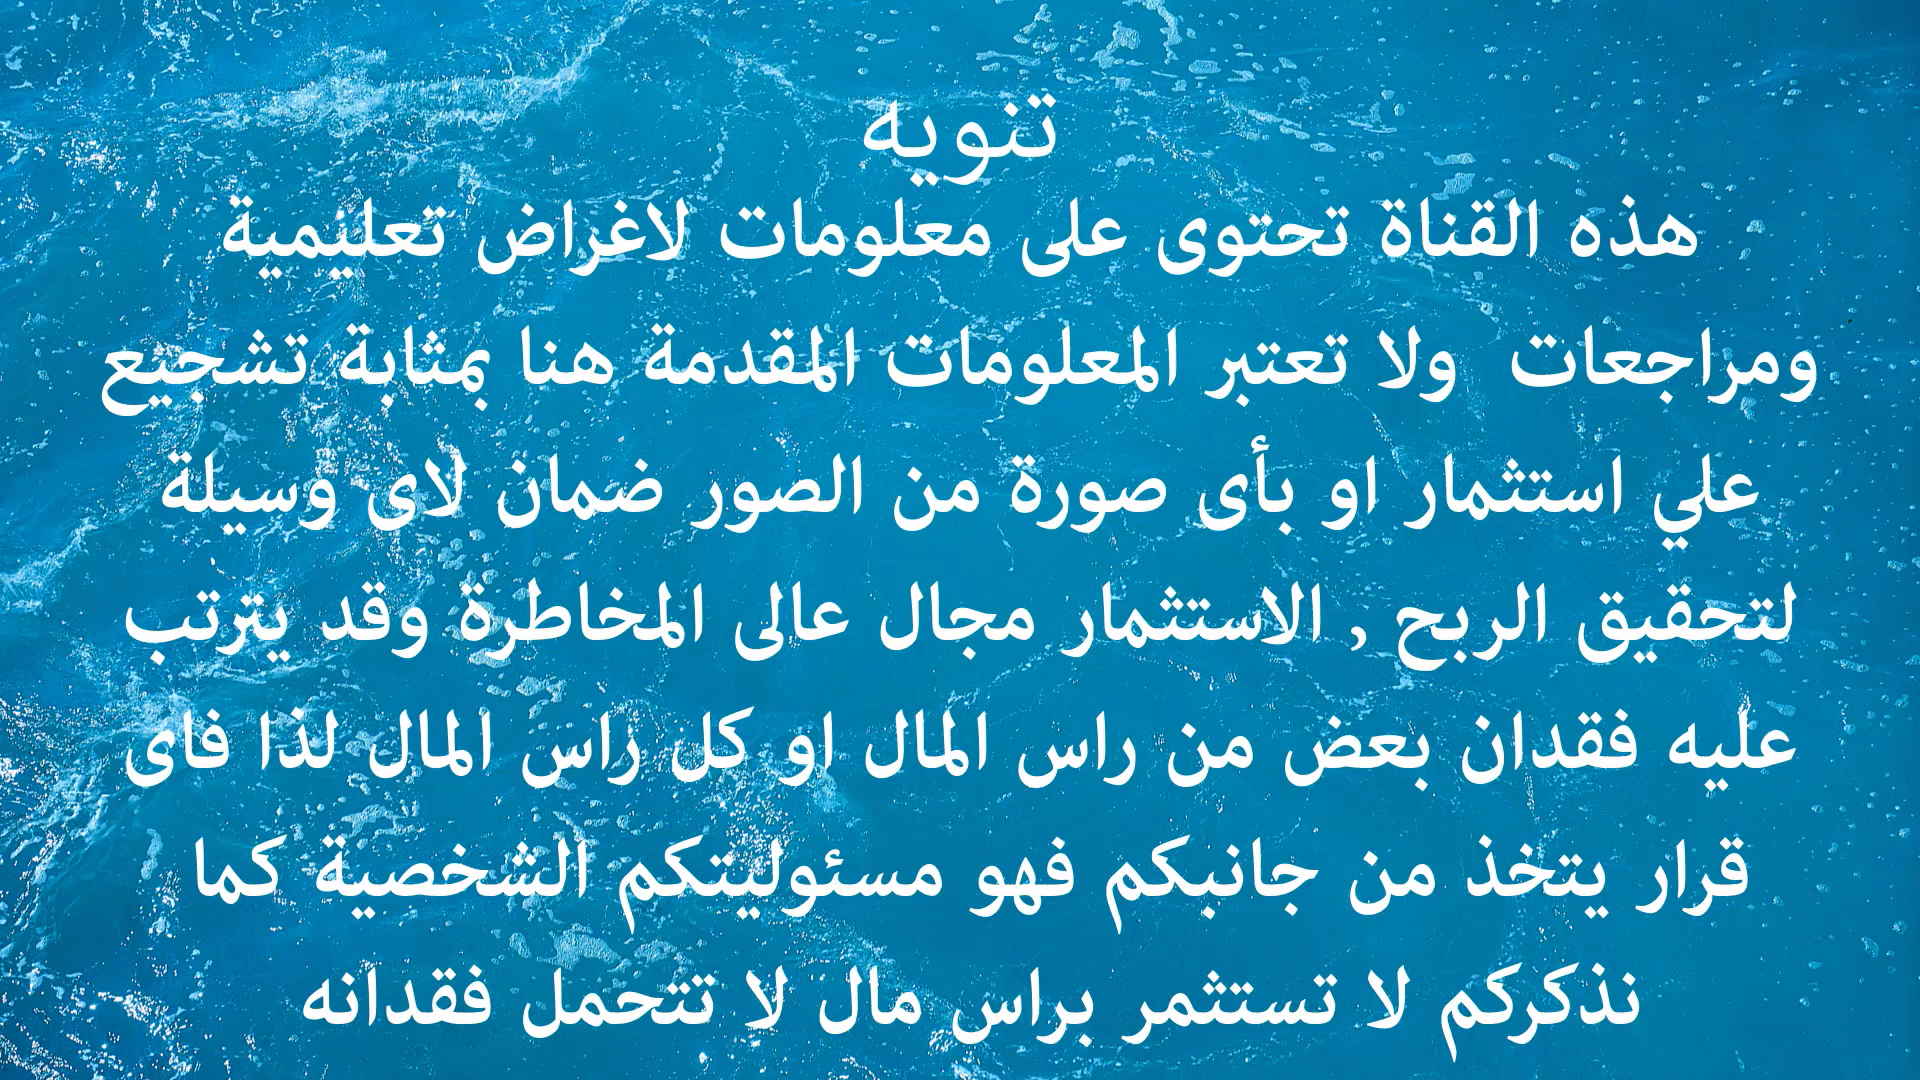 تنويه
هذه القناة تحتوى على معلومات لاغراض تعليمية
ومراجعات ولا تعتبر المعلومات المقدمة هنا بمثابة تشجيع
علي استثمار او بأى صورة من الصور ضمان لاى وسيلة
لتحقيق الربح , الاستثمار مجال عالى المخاطرة وقد يترتب
عليه فقدان بعض من راس المال او كل راس المال لذا فاى
قرار يتخذ من جانبكم فهو مسئوليتكم الشخصية كما
نذكركم لا تستثمر براس مال لا تتحمل فقدانه